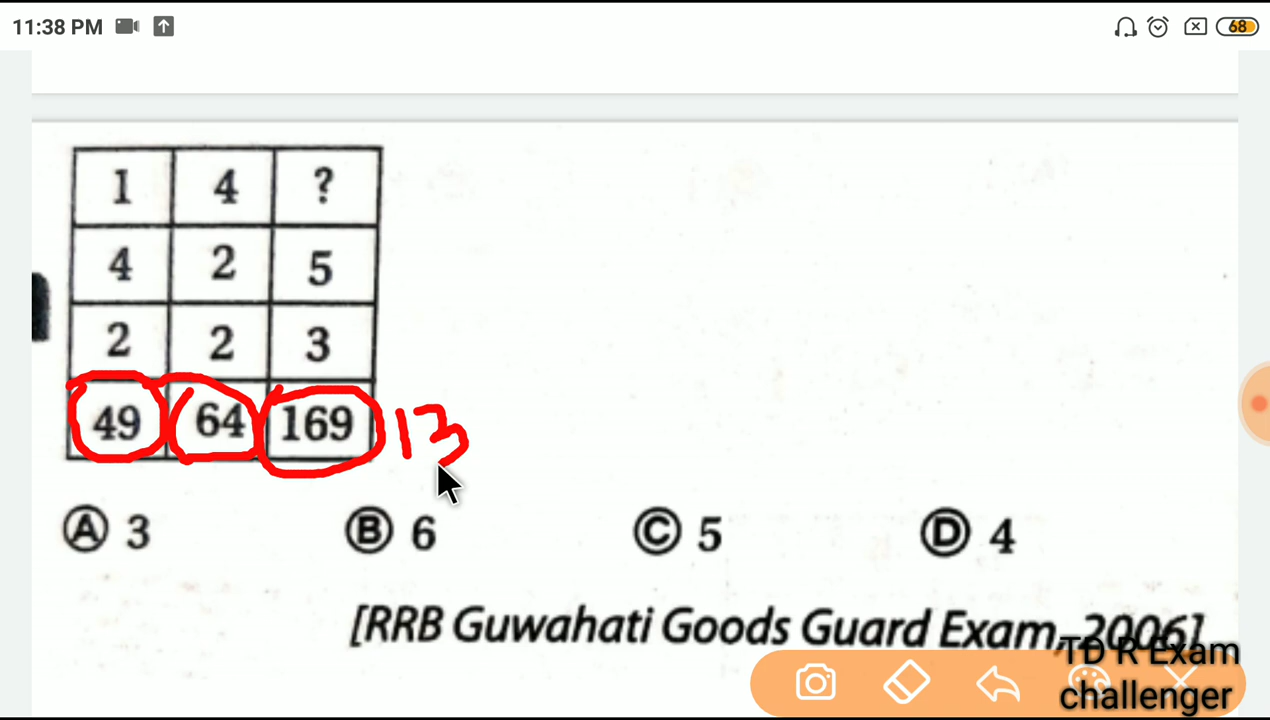 11:38 PM 68
1 4 ?
4 2 5
2 2 3
49 64 169 13
A 3 B 6 C 5 D 4
[RRB Guwahati Goods Guard Exam, 2006]
TD R Exam
challenger